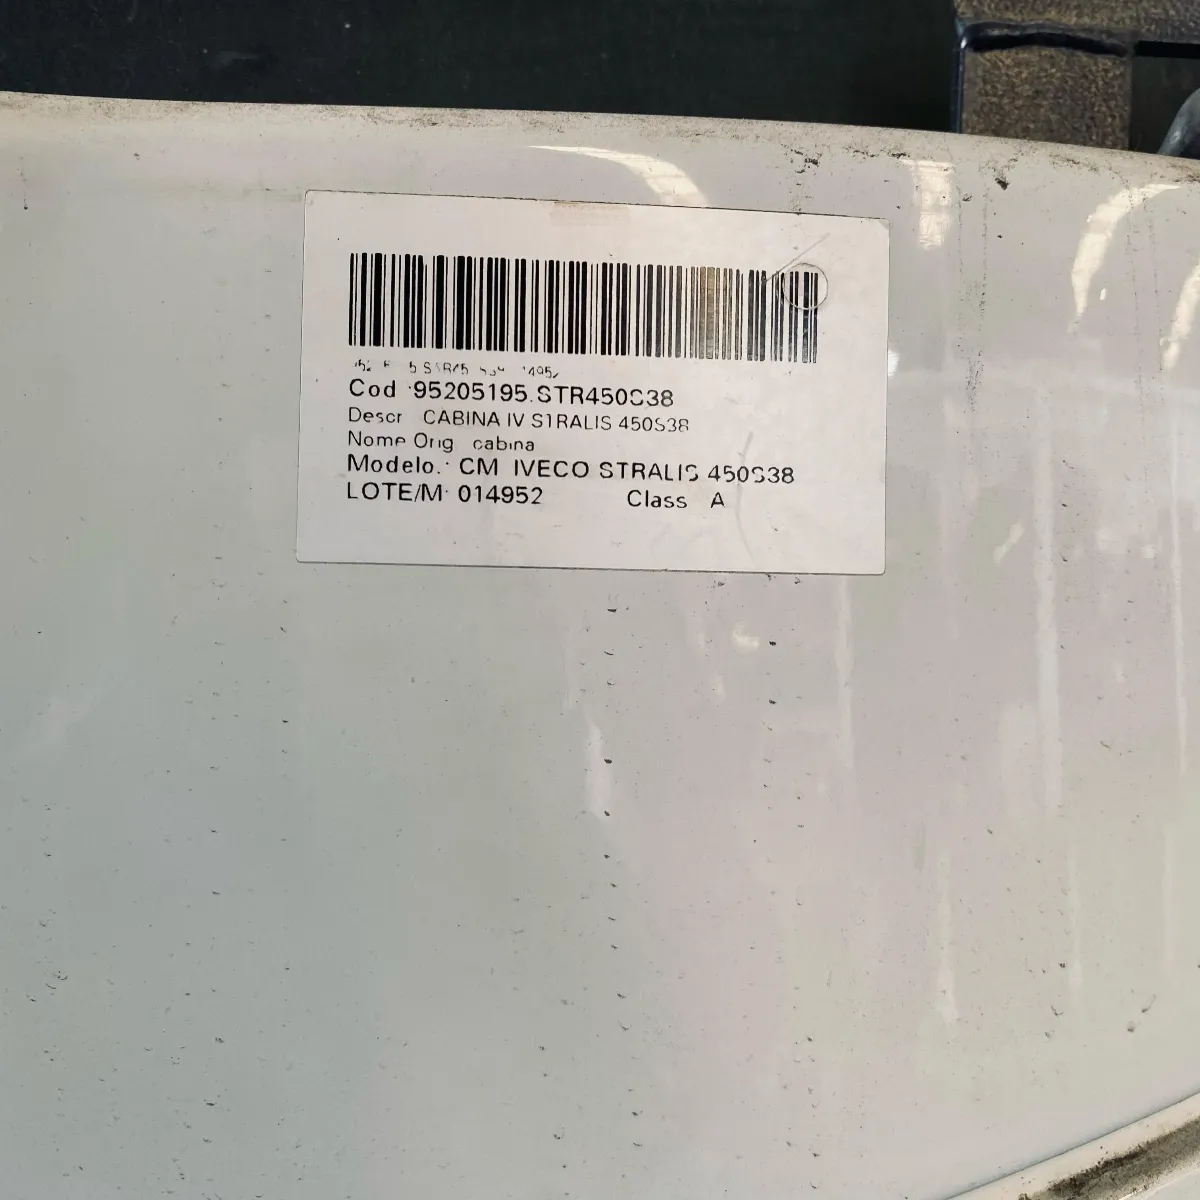 Cod 95205195.STR450S38
Descr CABINA IV STRALIS 450S38
Nome Orig cabina
Modelo.: CM IVECO STRALIS 450S38
LOTE/M: 014952 Class A